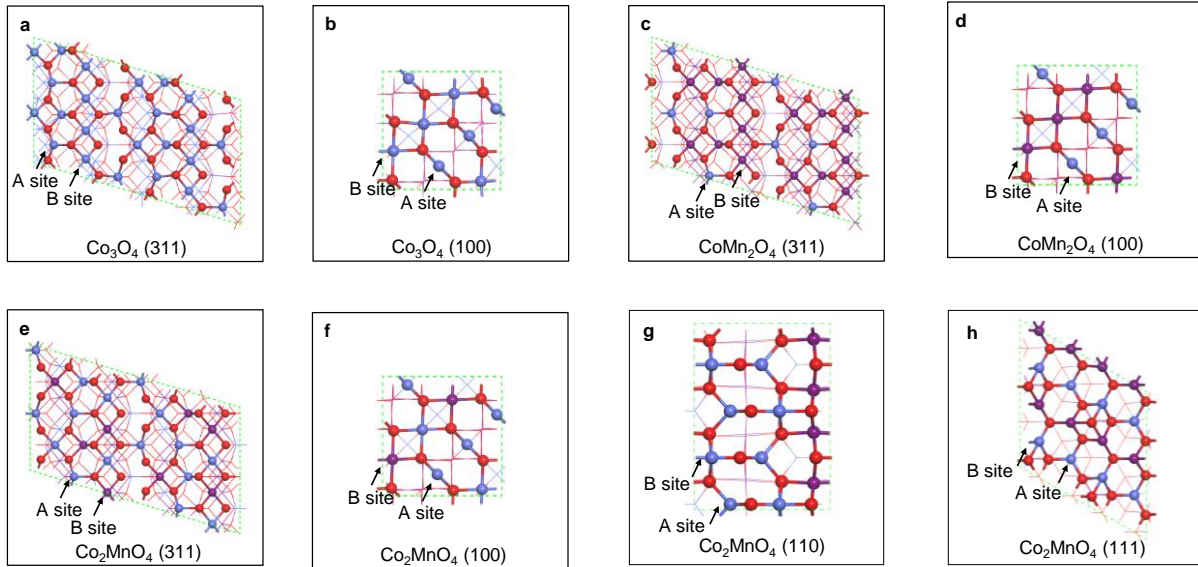 a
A site
B site
Co₃O₄ (311)
b
B site
A site
Co₃O₄ (100)
c
A site
B site
CoMn₂O₄ (311)
d
B site
A site
CoMn₂O₄ (100)
e
A site
B site
Co₂MnO₄ (311)
f
B site
A site
Co₂MnO₄ (100)
g
B site
A site
Co₂MnO₄ (110)
h
B site
A site
Co₂MnO₄ (111)